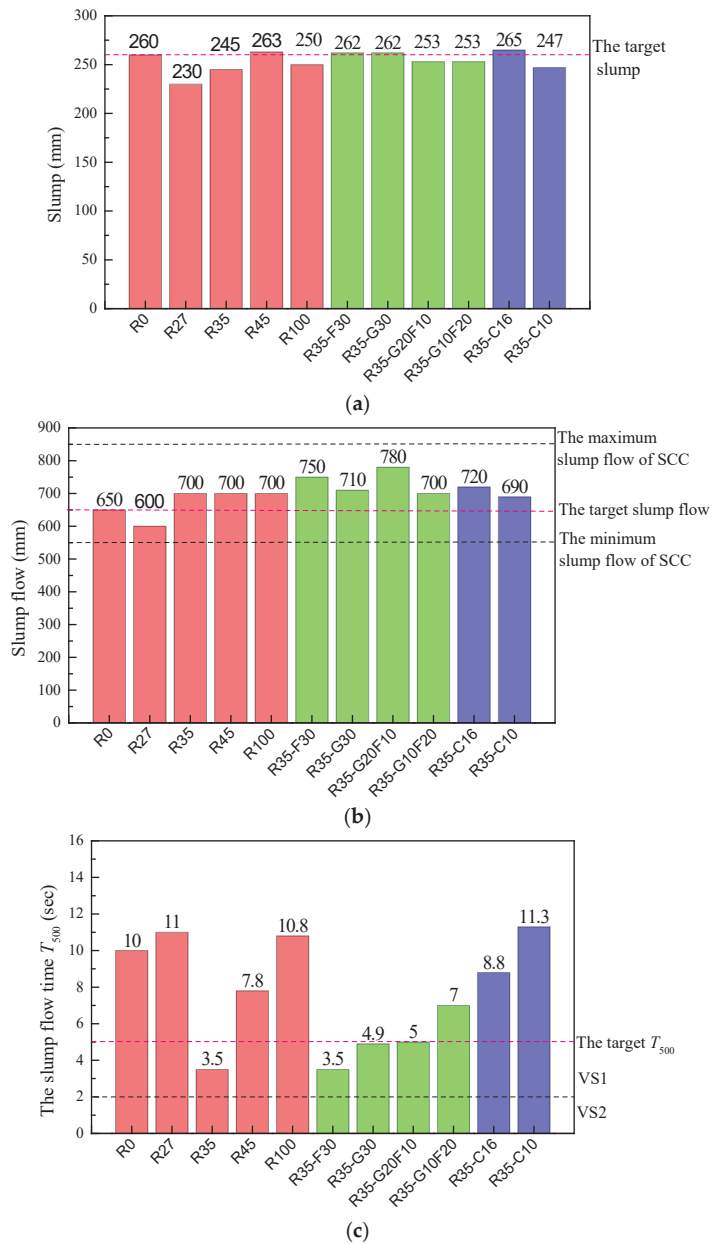 300
250
200
150
100
50
0
Slump (mm)
260
230
245
263
250
262
262
253
253
265
247
The target
slump
R0
R27
R35
R45
R100
R35-F30
R35-G30
R35-G20F10
R35-G10F20
R35-C16
R35-C10
(a)
900
800
700
600
500
400
300
200
100
0
Slump flow (mm)
650
600
700
700
700
750
710
780
700
720
690
The maximum
slump flow of SCC
The target slump flow
The minimum
slump flow of SCC
R0
R27
R35
R45
R100
R35-F30
R35-G30
R35-G20F10
R35-G10F20
R35-C16
R35-C10
(b)
16
14
12
10
8
6
4
2
0
The slump flow time T500 (sec)
10
11
3.5
7.8
10.8
3.5
4.9
5
7
8.8
11.3
The target T500
VS1
VS2
R0
R27
R35
R45
R100
R35-F30
R35-G30
R35-G20F10
R35-G10F20
R35-C16
R35-C10
(c)